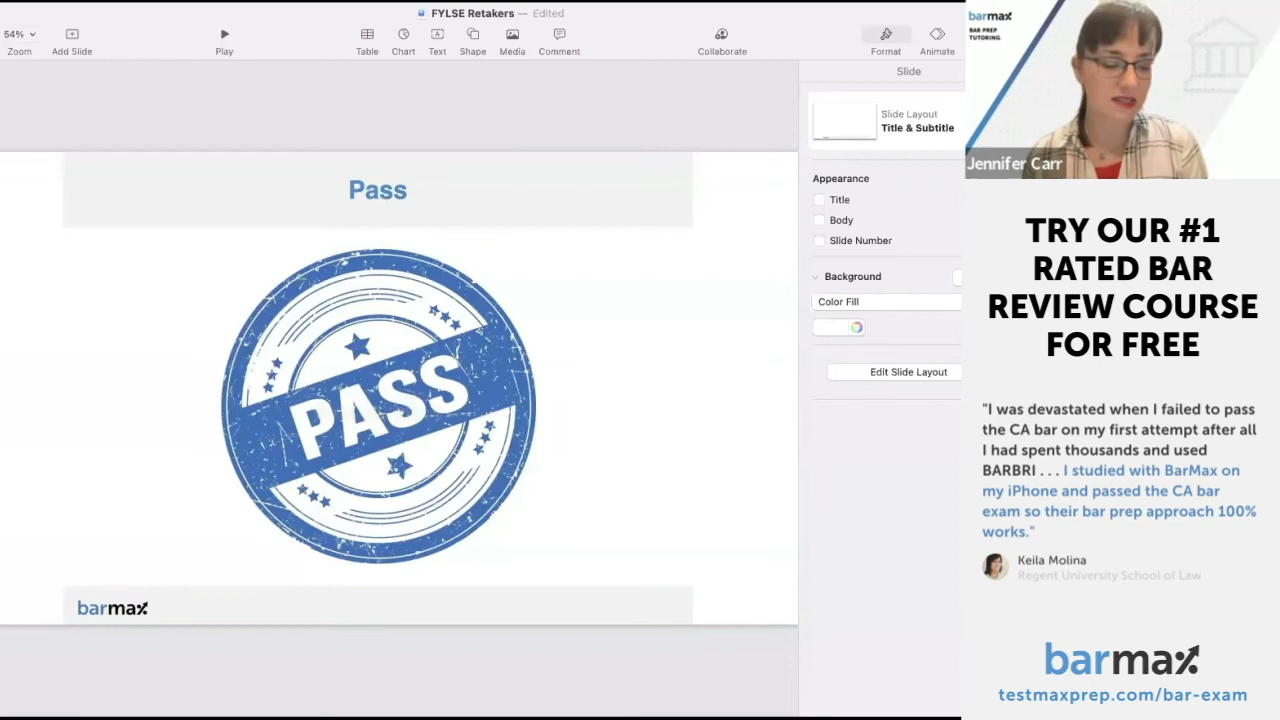 FYLSE Retakers — Edited
54%
Zoom
Add Slide
Play
Table
Chart
Text
Shape
Media
Comment
Collaborate
Format
Animate
Slide
Slide Layout
Title & Subtitle
Appearance
Title
Body
Slide Number
Background
Color Fill
Edit Slide Layout
Pass
PASS
barmax
barmax
BAR PREP
TUTORING
Jennifer Carr
TRY OUR #1
RATED BAR
REVIEW COURSE
FOR FREE
"I was devastated when I failed to pass
the CA bar on my first attempt after all
I had spent thousands and used
BARBRI . . . I studied with BarMax on
my iPhone and passed the CA bar
exam so their bar prep approach 100%
works."
Keila Molina
Regent University School of Law
barmax
testmaxprep.com/bar-exam